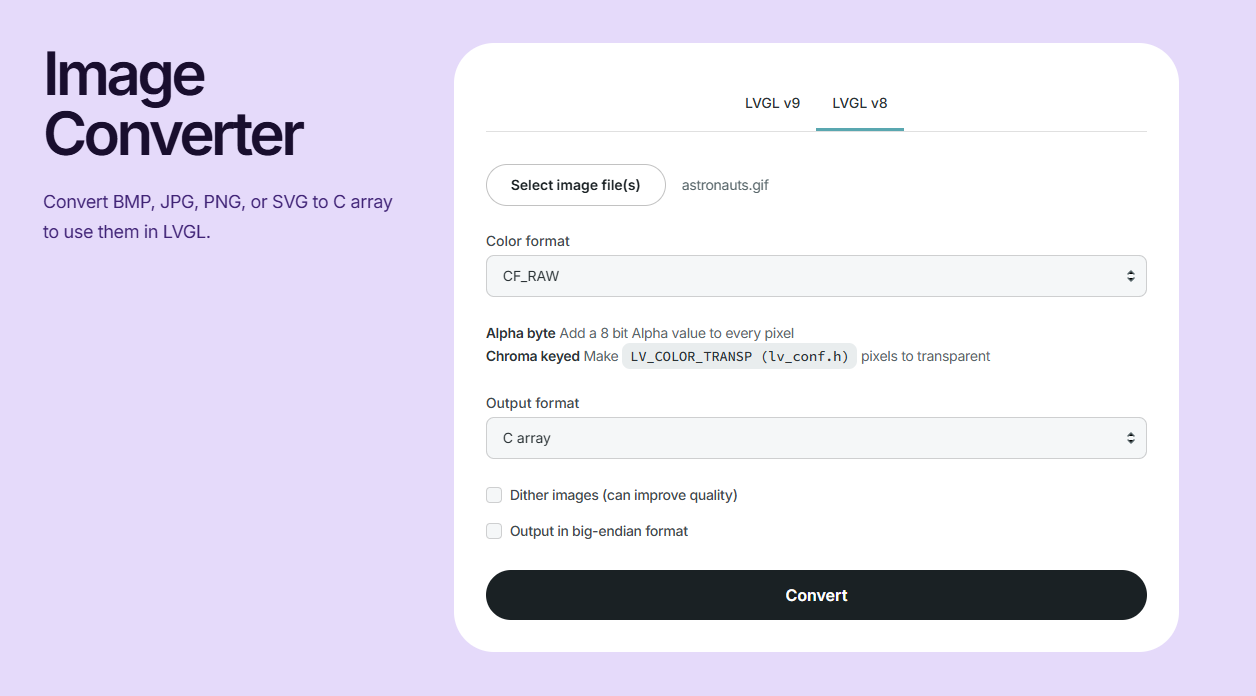 Image
Converter
Convert BMP, JPG, PNG, or SVG to C array
to use them in LVGL.
LVGL v9
LVGL v8
Select image file(s)
astronauts.gif
Color format
CF_RAW
Alpha byte Add a 8 bit Alpha value to every pixel
Chroma keyed Make LV_COLOR_TRANSP (lv_conf.h) pixels to transparent
Output format
C array
Dither images (can improve quality)
Output in big-endian format
Convert